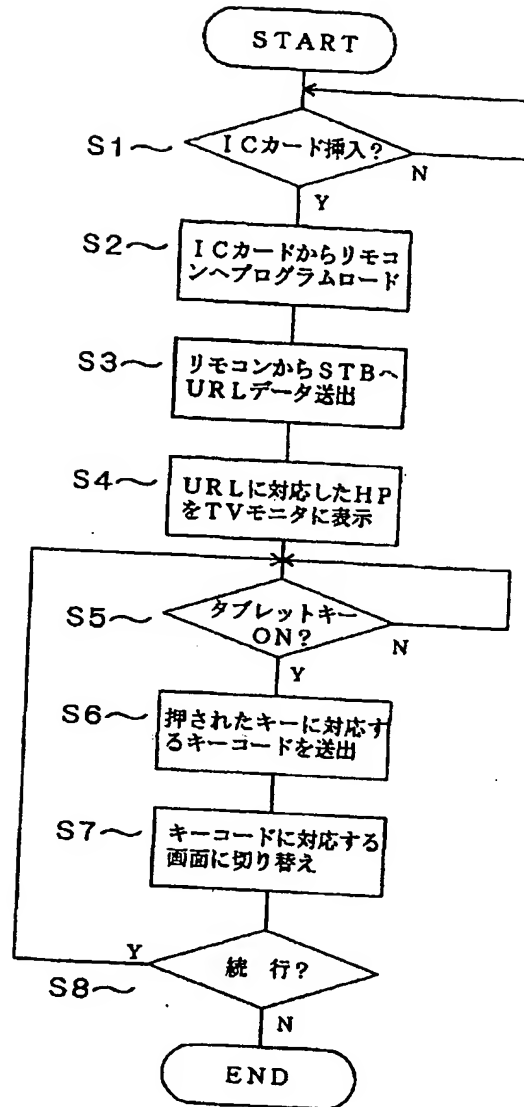 START
S1
ICカード挿入?
N
Y
S2
ICカードからリモコ
ンへプログラムロード
S3
リモコンからSTBへ
URLデータ送出
S4
URLに対応したHP
をTVモニタに表示
S5
タブレットキー
ON?
N
Y
S6
押されたキーに対応す
るキーコードを送出
S7
キーコードに対応する
画面に切り替え
Y
S8
続 行?
N
END